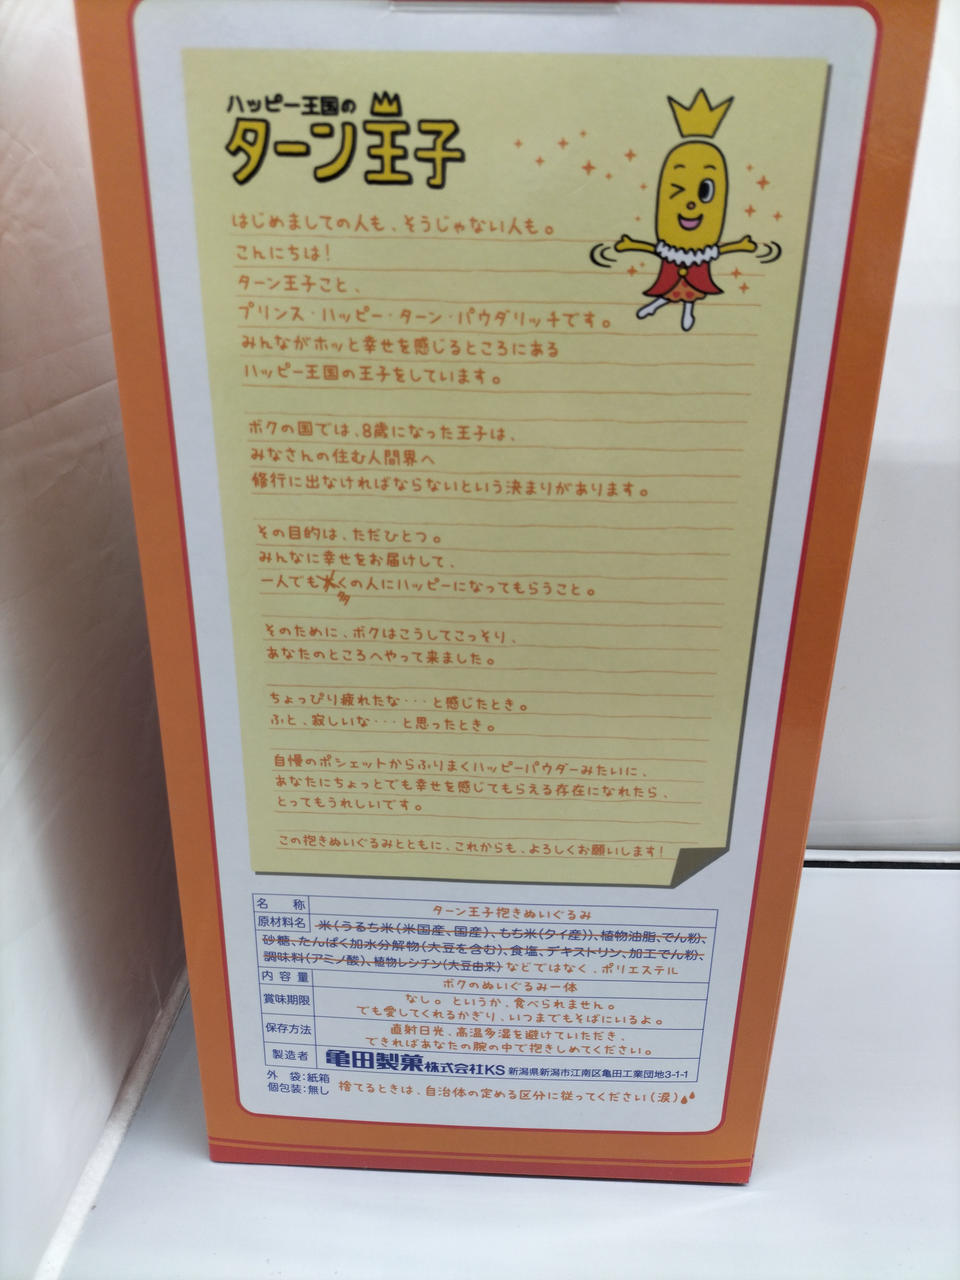 ハッピー王国の
ターン王子
はじめましての人も、そうじゃない人も。
こんにちは!
ターン王子こと、
プリンス・ハッピー・ターン・パウダリッチです。
みんながホッと幸せを感じるところにある
ハッピー王国の王子をしています。
ボクの国では、8歳になった王子は、
みなさんの住む人間界へ
修行に出なければならないという決まりがあります。
その目的は、ただひとつ。
みんなに幸せをお届けして、
一人でも大くの人にハッピーになってもらうこと。
多
そのために、ボクはこうしてこっそり、
あなたのところへやって来ました。
ちょっぴり疲れたな・・・と感じたとき。
ふと、寂しいな・・・と思ったとき。
自慢のポシェットからふりまくハッピーパウダーみたいに、
あなたにちょっとでも幸せを感じてもらえる存在になれたら、
とってもうれしいです。
この抱きぬいぐるみとともに、これからも、よろしくお願いします!
名 称 ターン王子抱きぬいぐるみ
原材料名 米(うるち米(米国産、国産)、もち米(タイ産))、植物油脂、でん粉、
砂糖、たんぱく加水分解物(大豆を含む)、食塩、デキストリン、加工でん粉、
調味料(アミノ酸)、植物レシチン(大豆由来)などではなく、ポリエステル
内容量 ボクのぬいぐるみ一体
賞味期限 なし。というか、食べられません。
でも愛してくれるかぎり、いつまでもそばにいるよ。
保存方法 直射日光、高温多湿を避けていただき、
できればあなたの腕の中で抱きしめてください。
製造者 亀田製菓株式会社KS 新潟県新潟市江南区亀田工業団地3-1-1
外 袋:紙箱
個包装:無し 捨てるときは、自治体の定める区分に従ってください(涙)